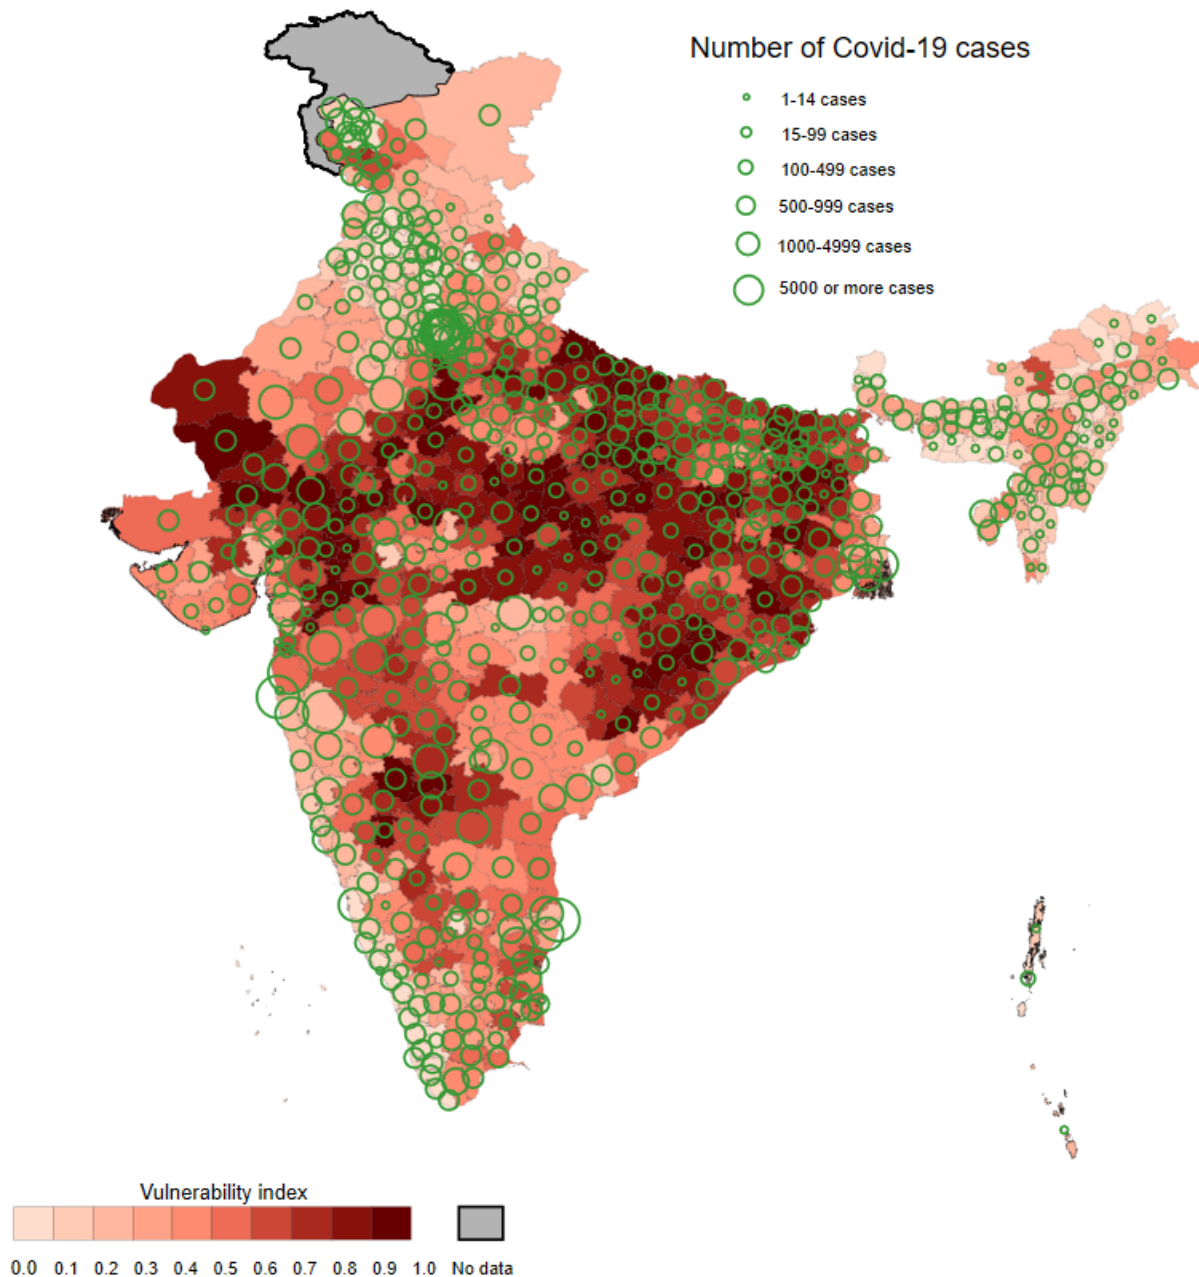 Number of Covid-19 cases
1-14 cases
15-99 cases
100-499 cases
500-999 cases
1000-4999 cases
5000 or more cases
Vulnerability index
0.0 0.1 0.2 0.3 0.4 0.5 0.6 0.7 0.8 0.9 1.0 No data